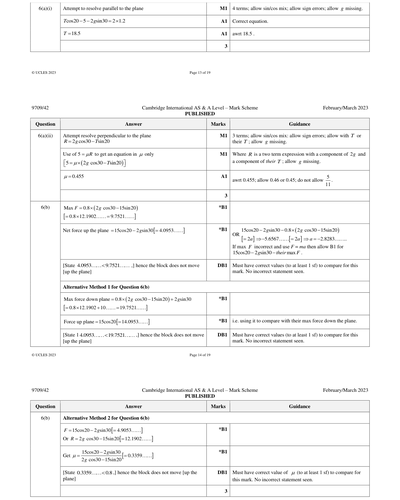 6(a)(i) Attempt to resolve parallel to the plane M1 4 terms; allow sin/cos mix; allow sign errors; allow g missing.
Tcos20 − 5 − 2gsin30 = 2×1.2 A1 Correct equation.
T = 18.5 A1 awrt 18.5 .
3
© UCLES 2023 Page 13 of 19
9709/42 Cambridge International AS & A Level – Mark Scheme February/March 2023
PUBLISHED
Question Answer Marks Guidance
6(a)(ii) Attempt resolve perpendicular to the plane M1 3 terms; allow sin/cos mix; allow sign errors; allow with T or
R = 2gcos30 − Tsin20 their T ; allow g missing.
Use of 5 = μR to get an equation in μ only M1 Where R is a two term expression with a component of 2g and
[5 = μ×(2g cos30 − Tsin20)] a component of their T ; allow g missing.
μ = 0.455 A1 awrt 0.455; allow 0.46 or 0.45; do not allow 5/11 .
3
6(b) Max F = 0.8×(2g cos30 − 15sin20) *B1
[= 0.8×12.1902…… = 9.7521……]
Net force up the plane = 15cos20 − 2gsin30 [= 4.0953……] *B1 15cos20 − 2gsin30 − 0.8×(2g cos30 − 15sin20)
OR [= 2a] ⇒ −5.6567……[= 2a] ⇒ a = −2.8283……
If max F incorrect and use F = ma then allow B1 for
15cos20 − 2gsin30 − their max F .
[State 4.0953…… < 9.7521……] hence the block does not move DB1 Must have correct values (to at least 1 sf) to compare for this
[up the plane] mark. No incorrect statement seen.
Alternative Method 1 for Question 6(b)
Max force down plane = 0.8×(2g cos30 − 15sin20) + 2gsin30 *B1
[= 0.8×12.1902 + 10…… = 19.7521……]
Force up plane = 15cos20 [= 14.0953……] *B1 i.e. using it to compare with their max force down the plane.
[State 14.0953…… < 19.7521……] hence the block does not move DB1 Must have correct values (to at least 1 sf) to compare for this
[up the plane] mark. No incorrect statement seen.
© UCLES 2023 Page 14 of 19
9709/42 Cambridge International AS & A Level – Mark Scheme February/March 2023
PUBLISHED
Question Answer Marks Guidance
6(b) Alternative Method 2 for Question 6(b)
F = 15cos20 − 2gsin30 [= 4.0953……] *B1
Or R = 2g cos30 − 15sin20 [= 12.1902……]
Get μ = (15cos20 − 2gsin30)/(2g cos30 − 15sin20) [= 0.3359……] *B1
[State 0.3359…… < 0.8..] hence the block does not move [up the DB1 Must have correct value of μ (to at least 1 sf) to compare for
plane] this mark. No incorrect statement seen.
3